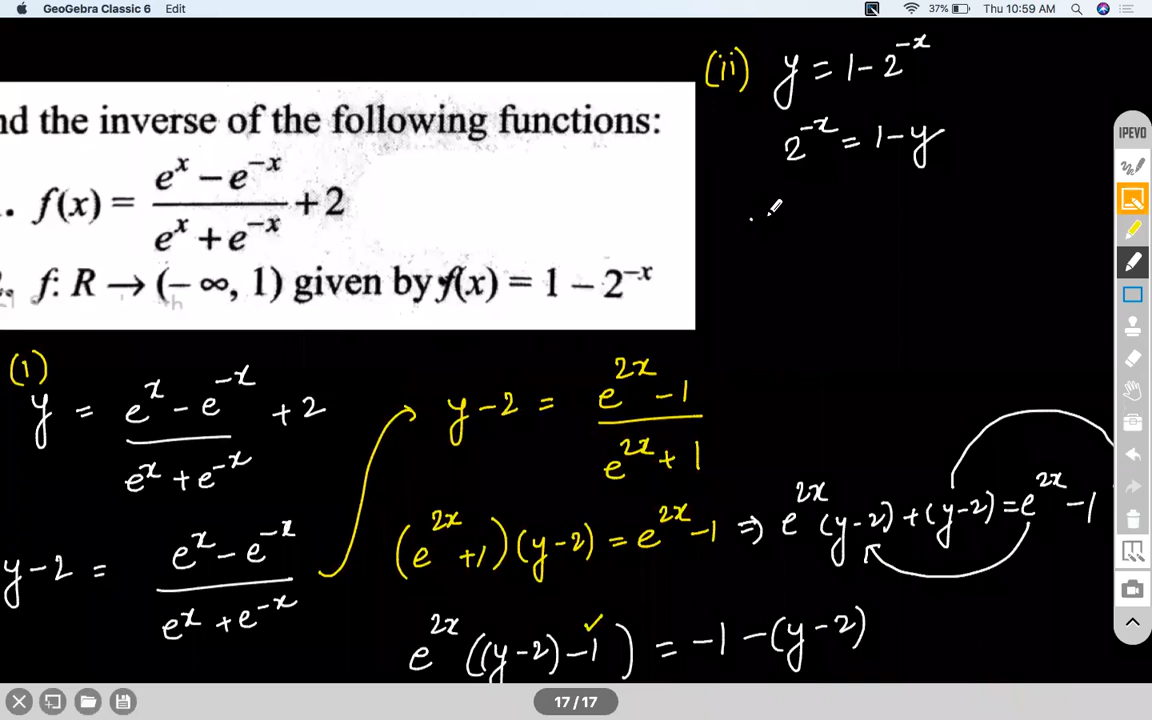 GeoGebra Classic 6 Edit 37% Thu 10:59 AM
nd the inverse of the following functions:
. f(x) = (e^x − e^−x)/(e^x + e^−x) + 2
. f: R → (− ∞, 1) given by f(x) = 1 − 2^−x
(ii) y = 1 − 2^−x
2^−x = 1 − y
IPEVO
(i)
y = (e^x − e^−x)/(e^x + e^−x) + 2
y − 2 = (e^x − e^−x)/(e^x + e^−x)
y − 2 = (e^2x − 1)/(e^2x + 1)
(e^2x + 1)(y − 2) = e^2x − 1 ⇒ e^2x (y − 2) + (y − 2) = e^2x − 1
e^2x ((y − 2) − 1) = −1 − (y − 2)
17 / 17